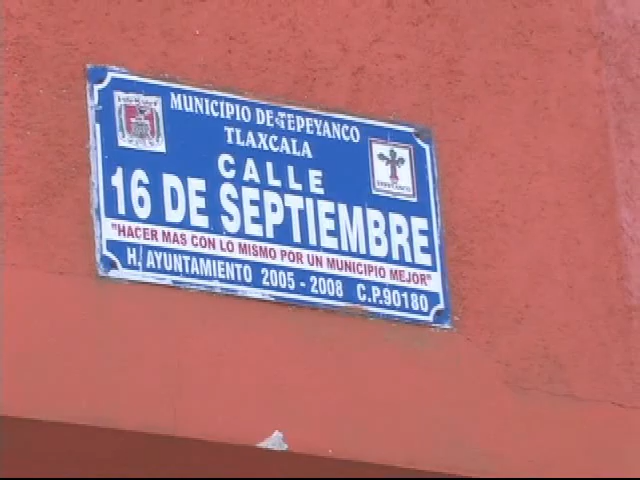 MUNICIPIO DE TEPEYANCO
TLAXCALA
CALLE
16 DE SEPTIEMBRE
"HACER MAS CON LO MISMO POR UN MUNICIPIO MEJOR"
H. AYUNTAMIENTO 2005 - 2008 C.P.90180